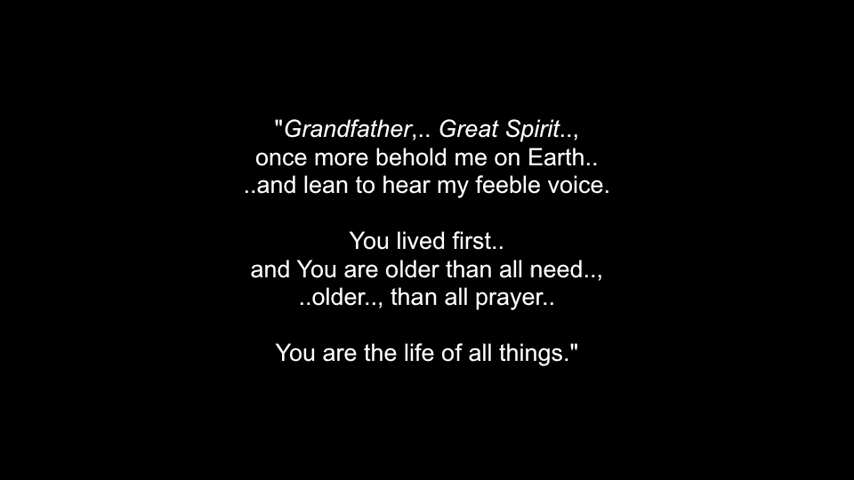 "Grandfather,.. Great Spirit..,
once more behold me on Earth..
..and lean to hear my feeble voice.
You lived first..
and You are older than all need..,
..older.., than all prayer..
You are the life of all things."